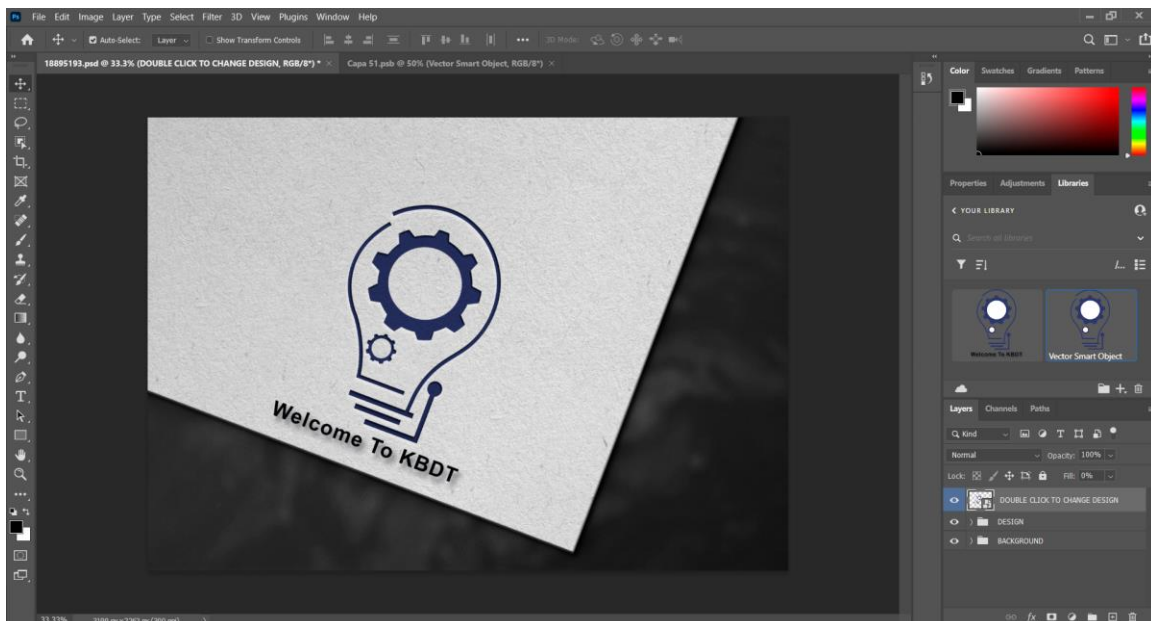 File Edit Image Layer Type Select Filter 3D View Plugins Window Help
Auto-Select: Layer Show Transform Controls 3D Mode:
18895193.psd @ 33.3% (DOUBLE CLICK TO CHANGE DESIGN, RGB/8*) * Capa 51.psb @ 50% (Vector Smart Object, RGB/8*)
Color Swatches Gradients Patterns
Properties Adjustments Libraries
YOUR LIBRARY
Search all libraries
Welcome To KBDT
Vector Smart Object
Welcome To KBDT
Layers Channels Paths
Kind
Normal Opacity: 100%
Lock: Fill: 0%
DOUBLE CLICK TO CHANGE DESIGN
DESIGN
BACKGROUND
33.33%